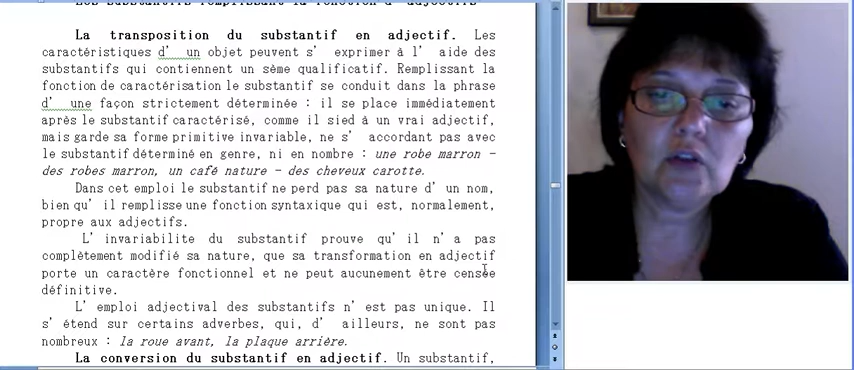 Les substantifs remplissant la fonction d' adjectifs
La transposition du substantif en adjectif. Les
caractéristiques d' un objet peuvent s' exprimer à l' aide des
substantifs qui contiennent un sème qualificatif. Remplissant la
fonction de caractérisation le substantif se conduit dans la phrase
d' une façon strictement déterminée : il se place immédiatement
après le substantif caractérisé, comme il sied à un vrai adjectif,
mais garde sa forme primitive invariable, ne s' accordant pas avec
le substantif déterminé en genre, ni en nombre : une robe marron –
des robes marron, un café nature – des cheveux carotte.
Dans cet emploi le substantif ne perd pas sa nature d' un nom,
bien qu' il remplisse une fonction syntaxique qui est, normalement,
propre aux adjectifs.
L' invariabilite du substantif prouve qu' il n' a pas
complètement modifié sa nature, que sa transformation en adjectif
porte un caractère fonctionnel et ne peut aucunement être censée
définitive.
L' emploi adjectival des substantifs n' est pas unique. Il
s' étend sur certains adverbes, qui, d' ailleurs, ne sont pas
nombreux : la roue avant, la plaque arrière.
La conversion du substantif en adjectif. Un substantif,